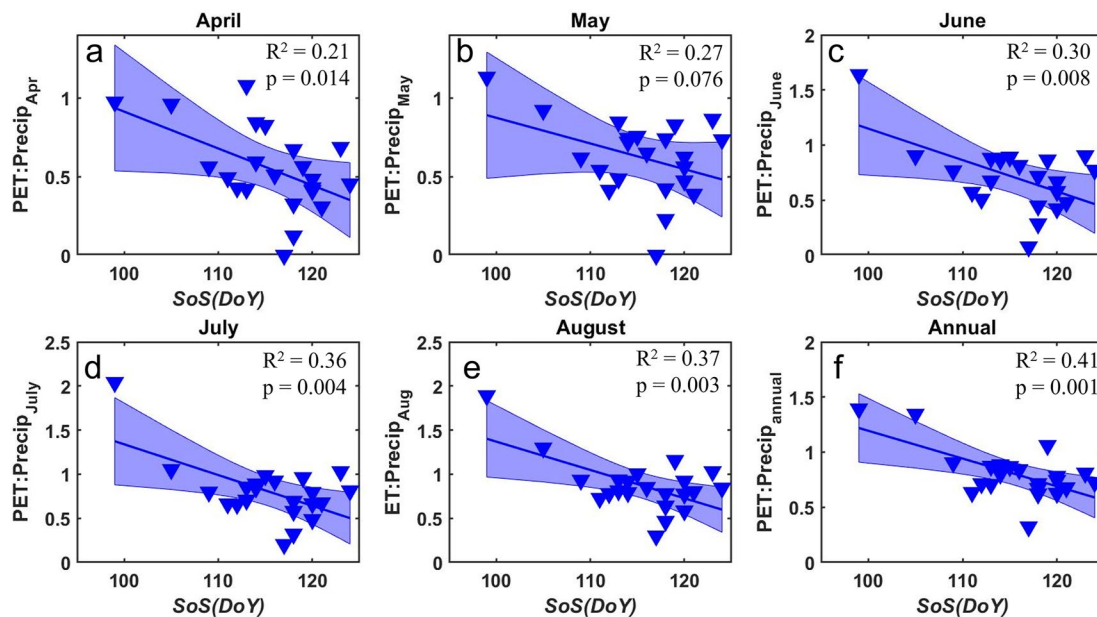 April
a
R² = 0.21
p = 0.014
PET:Precip_Apr
1
0.5
0
100
110
120
SoS(DoY)
May
b
R² = 0.27
p = 0.076
PET:Precip_May
1
0.5
0
100
110
120
SoS(DoY)
June
c
R² = 0.30
p = 0.008
PET:Precip_June
2
1.5
1
0.5
0
100
110
120
SoS(DoY)
July
d
R² = 0.36
p = 0.004
PET:Precip_July
2.5
2
1.5
1
0.5
0
100
110
120
SoS(DoY)
August
e
R² = 0.37
p = 0.003
ET:Precip_Aug
2.5
2
1.5
1
0.5
0
100
110
120
SoS(DoY)
Annual
f
R² = 0.41
p = 0.001
PET:Precip_annual
2
1.5
1
0.5
0
100
110
120
SoS(DoY)